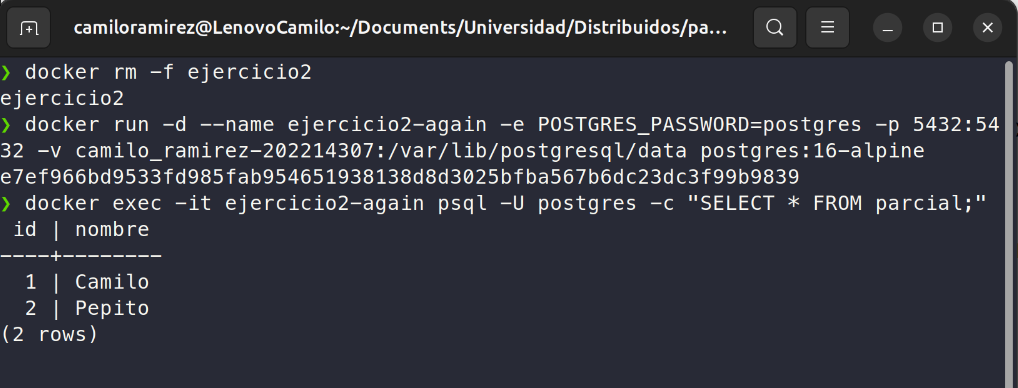 camiloramirez@LenovoCamilo:~/Documents/Universidad/Distribuidos/pa...
❯ docker rm -f ejercicio2
ejercicio2
❯ docker run -d --name ejercicio2-again -e POSTGRES_PASSWORD=postgres -p 5432:54
32 -v camilo_ramirez-202214307:/var/lib/postgresql/data postgres:16-alpine
e7ef966bd9533fd985fab954651938138d8d3025bfba567b6dc23dc3f99b9839
❯ docker exec -it ejercicio2-again psql -U postgres -c "SELECT * FROM parcial;"
 id | nombre
----+--------
  1 | Camilo
  2 | Pepito
(2 rows)